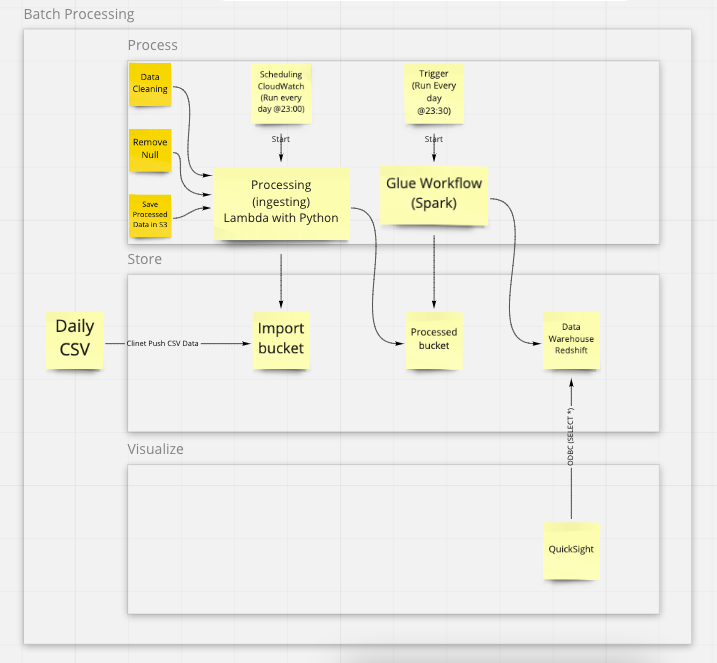 Batch Processing
Process
Data
Cleaning
Scheduling
CloudWatch
(Run every
day @23:00)
Trigger
(Run Every
day
@23:30)
Start
Start
Remove
Null
Processing
(ingesting)
Lambda with Python
Glue Workflow
(Spark)
Save
Processed
Data in S3
Store
Daily
CSV
Clinet Push CSV Data
Import
bucket
Processed
bucket
Data
Warehouse
Redshift
ODBC (SELECT *)
Visualize
QuickSight